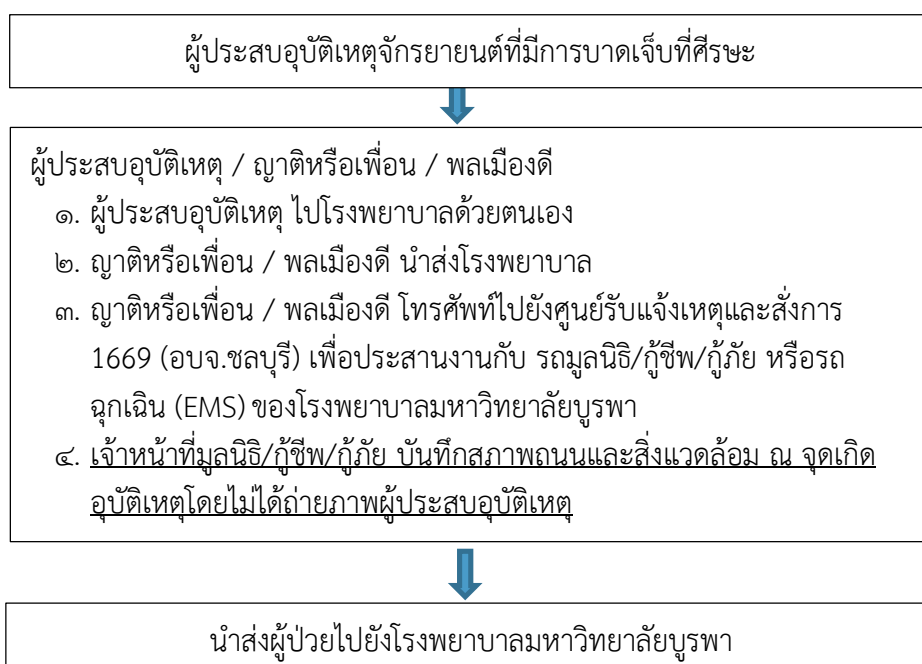 ผู้ประสบอุบัติเหตุจักรยายนต์ที่มีการบาดเจ็บที่ศีรษะ
ผู้ประสบอุบัติเหตุ / ญาติหรือเพื่อน / พลเมืองดี
๑. ผู้ประสบอุบัติเหตุ ไปโรงพยาบาลด้วยตนเอง
๒. ญาติหรือเพื่อน / พลเมืองดี นำส่งโรงพยาบาล
๓. ญาติหรือเพื่อน / พลเมืองดี โทรศัพท์ไปยังศูนย์รับแจ้งเหตุและสั่งการ
1669 (อบจ.ชลบุรี) เพื่อประสานงานกับ รถมูลนิธิ/กู้ชีพ/กู้ภัย หรือรถ
ฉุกเฉิน (EMS) ของโรงพยาบาลมหาวิทยาลัยบูรพา
๔. เจ้าหน้าที่มูลนิธิ/กู้ชีพ/กู้ภัย บันทึกสภาพถนนและสิ่งแวดล้อม ณ จุดเกิด
อุบัติเหตุโดยไม่ได้ถ่ายภาพผู้ประสบอุบัติเหตุ
นำส่งผู้ป่วยไปยังโรงพยาบาลมหาวิทยาลัยบูรพา